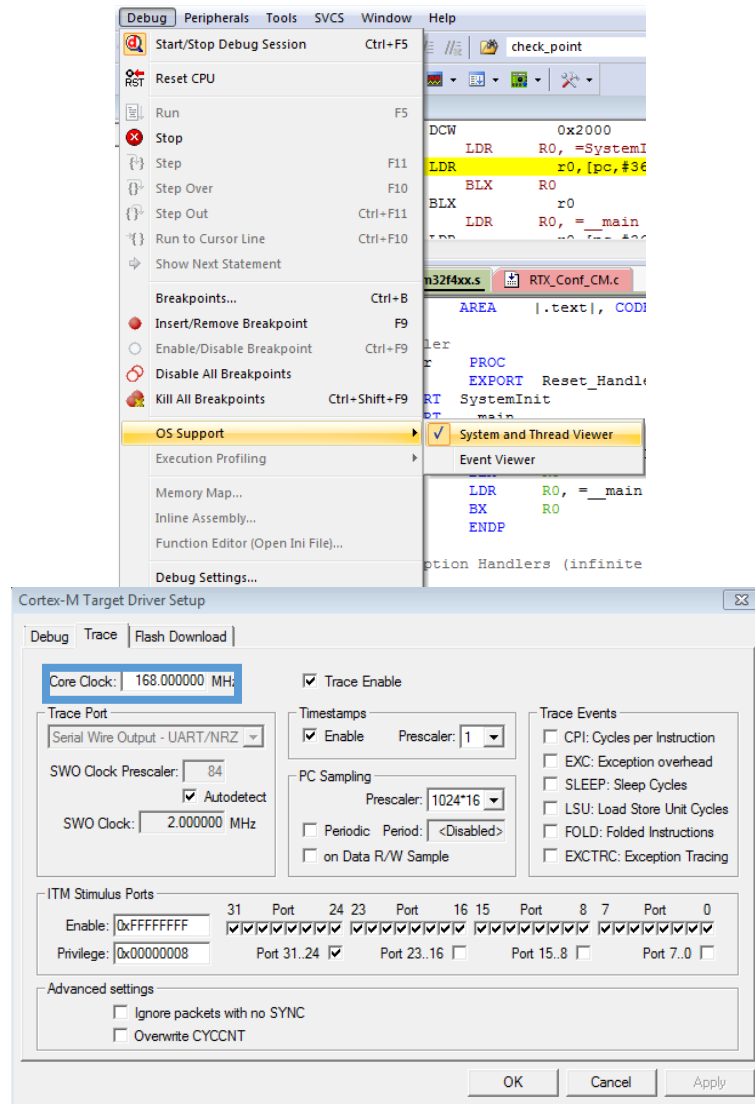 Debug Peripherals Tools SVCS Window Help
Start/Stop Debug Session Ctrl+F5
check_point
RST Reset CPU
Run F5
DCW 0x2000
Stop
LDR R0, =SystemI
Step F11
LDR r0,[pc,#36
Step Over F10
BLX R0
Step Out Ctrl+F11
BLX r0
Run to Cursor Line Ctrl+F10
LDR R0, =__main
Show Next Statement
m32f4xx.s RTX_Conf_CM.c
Breakpoints... Ctrl+B
AREA |.text|, CODE
Insert/Remove Breakpoint F9
Enable/Disable Breakpoint Ctrl+F9
ler
r PROC
Disable All Breakpoints
EXPORT Reset_Handle
Kill All Breakpoints Ctrl+Shift+F9
RT SystemInit
OS Support
System and Thread Viewer
Execution Profiling
Event Viewer
Memory Map...
LDR R0, =__main
BX R0
Inline Assembly...
ENDP
Function Editor (Open Ini File)...
ption Handlers (infinite
Debug Settings...
Cortex-M Target Driver Setup
Debug Trace Flash Download
Core Clock: 168.000000 MHz
Trace Enable
Trace Port
Timestamps
Trace Events
Serial Wire Output - UART/NRZ
Enable Prescaler: 1
CPI: Cycles per Instruction
EXC: Exception overhead
SWO Clock Prescaler: 84
PC Sampling
SLEEP: Sleep Cycles
Autodetect
Prescaler: 1024*16
LSU: Load Store Unit Cycles
SWO Clock: 2.000000 MHz
Periodic Period: <Disabled>
FOLD: Folded Instructions
on Data R/W Sample
EXCTRC: Exception Tracing
ITM Stimulus Ports
31 Port 24 23 Port 16 15 Port 8 7 Port 0
Enable: 0xFFFFFFFF
Privilege: 0x00000008 Port 31..24 Port 23..16 Port 15..8 Port 7..0
Advanced settings
Ignore packets with no SYNC
Overwrite CYCCNT
OK Cancel Apply